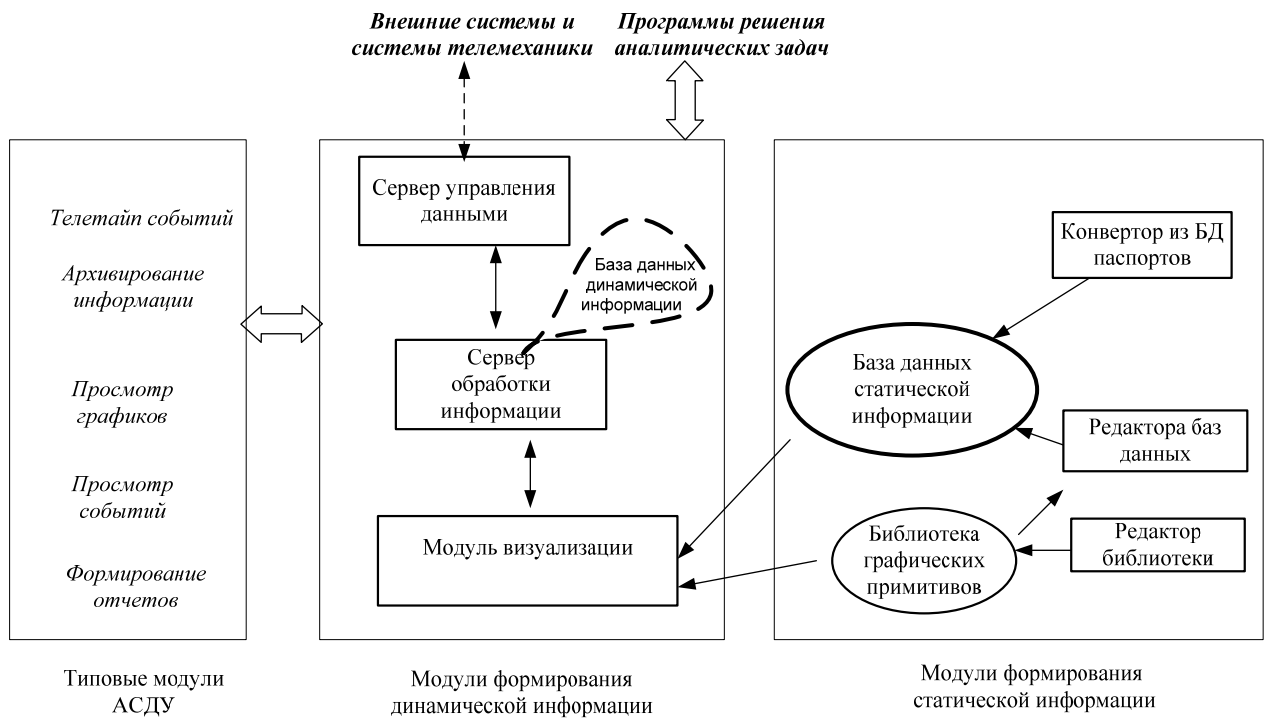 Внешние системы и
системы телемеханики
Программы решения
аналитических задач
Телетайп событий
Архивирование
информации
Просмотр
графиков
Просмотр
событий
Формирование
отчетов
Типовые модули
АСДУ
Сервер управления
данными
База данных
динамической
информации
Сервер
обработки
информации
Модуль визуализации
Модули формирования
динамической информации
Конвертор из БД
паспортов
База данных
статической
информации
Редактора баз
данных
Библиотека
графических
примитивов
Редактор
библиотеки
Модули формирования
статической информации